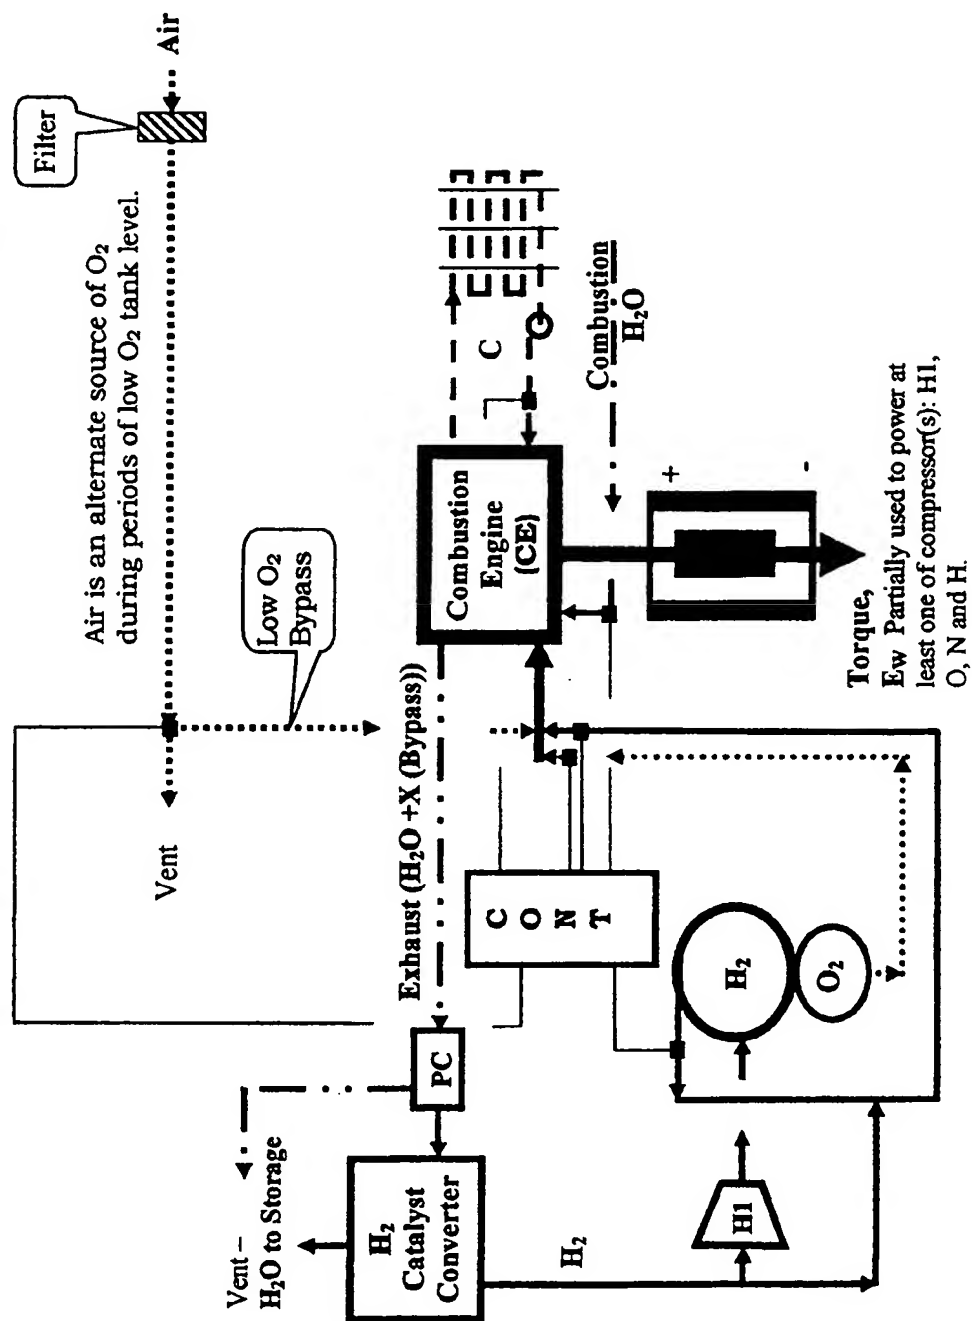 Air
Filter
Air is an alternate source of O₂
during periods of low O₂ tank level.
Low O₂
Bypass
Vent
C
Combustion
Engine
(CE)
Combustion
H₂O
+
-
Torque,
Ew Partially used to power at
least one of compressor(s): H1,
O, N and H.
Exhaust (H₂O +X (Bypass))
C
O
N
T
H₂
O₂
PC
Vent –
H₂O to Storage
H₂
Catalyst
Converter
H₂
H1